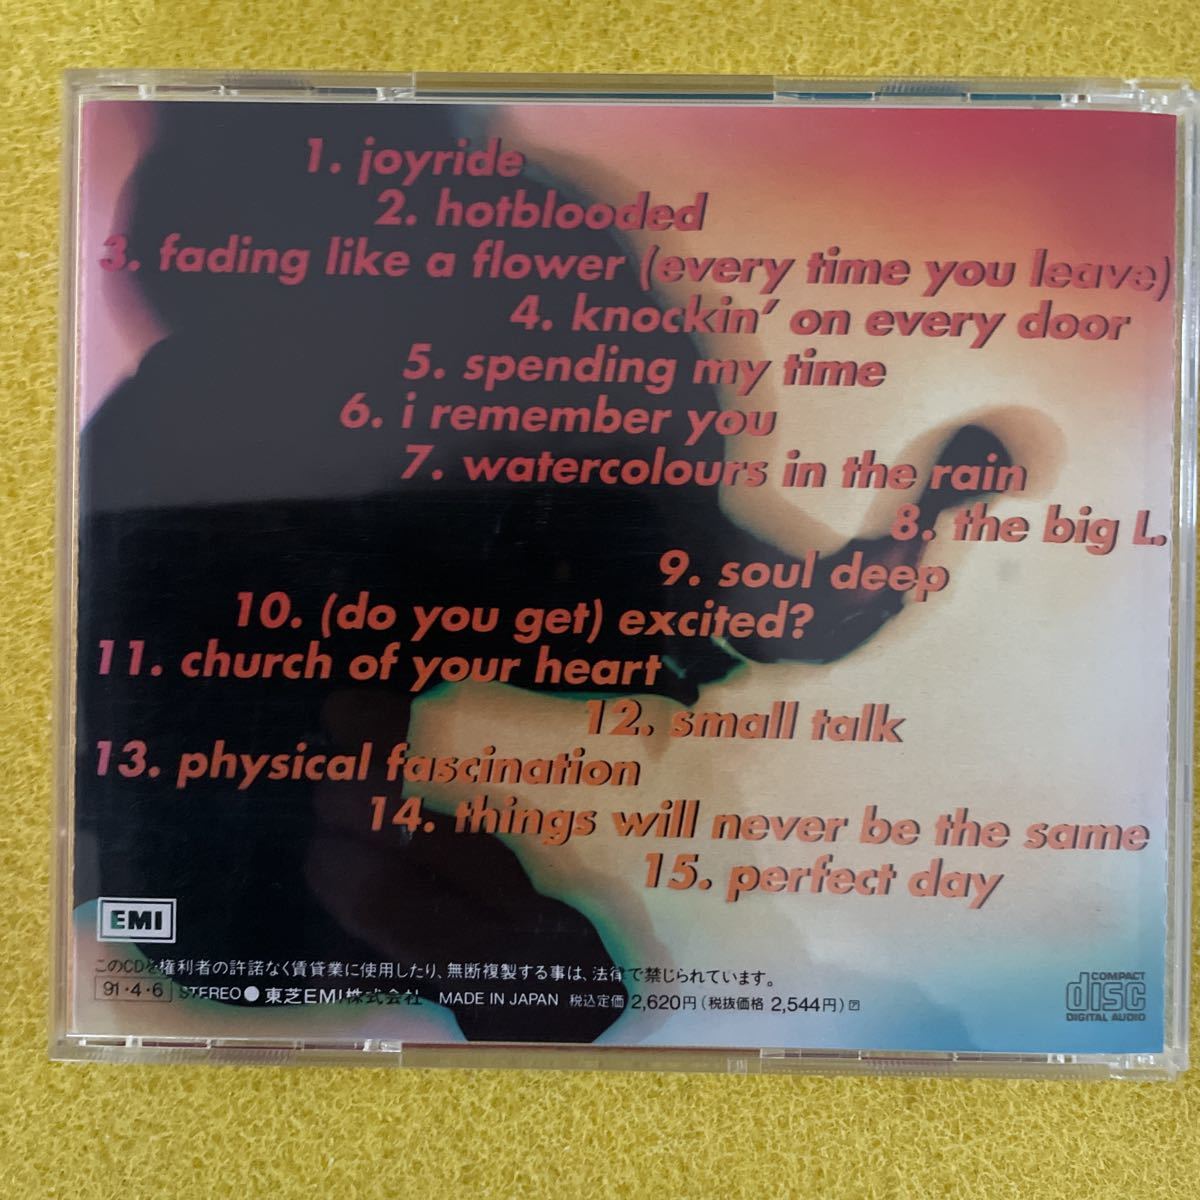 1. joyride
2. hotblooded
3. fading like a flower (every time you leave)
4. knockin' on every door
5. spending my time
6. i remember you
7. watercolours in the rain
8. the big L.
9. soul deep
10. (do you get) excited?
11. church of your heart
12. small talk
13. physical fascination
14. things will never be the same
15. perfect day
EMI
このCDを権利者の許諾なく賃貸業に使用したり、無断複製する事は、法律で禁じられています。
91・4・6 STEREO● 東芝EMI株式会社 MADE IN JAPAN 税込定価 2,620円(税抜価格 2,544円)
COMPACT
disc
DIGITAL AUDIO